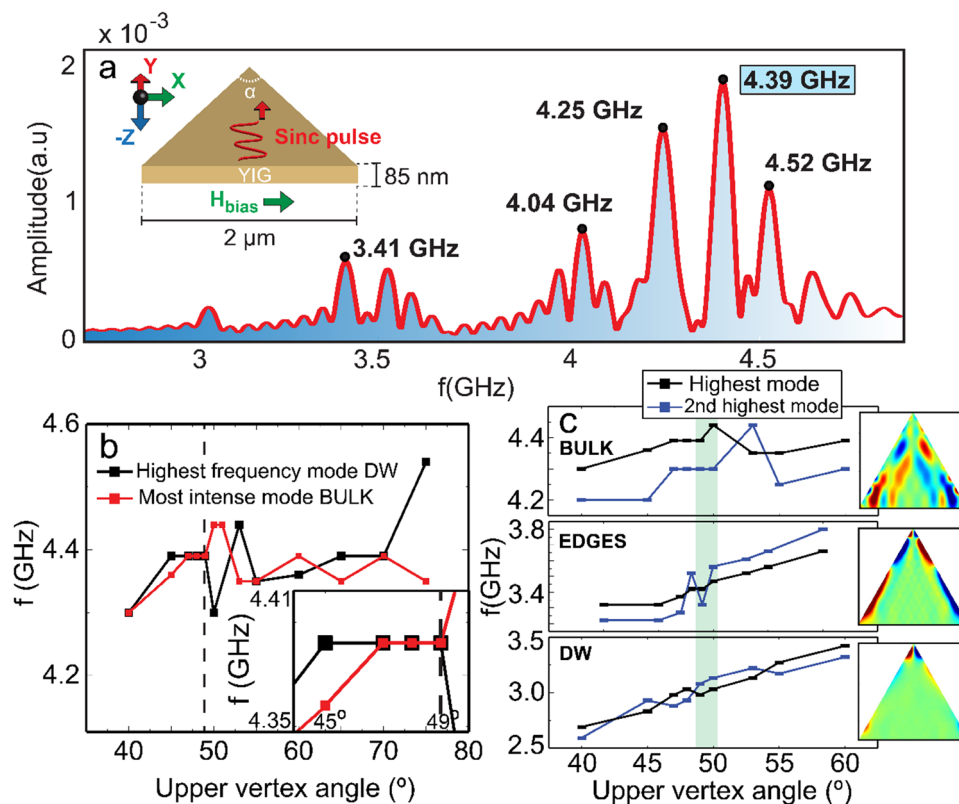 x 10⁻³
a
Y
X
-Z
α
Sinc pulse
YIG
85 nm
H_bias
2 μm
Amplitude(a.u)
2
1
0
3.41 GHz
4.04 GHz
4.25 GHz
4.39 GHz
4.52 GHz
3
3.5
4
4.5
f(GHz)
b
Highest frequency mode DW
Most intense mode BULK
f (GHz)
4.6
4.4
4.2
40
50
60
70
80
Upper vertex angle (º)
f (GHz)
4.41
4.35
45º
49º
Highest mode
2nd highest mode
C
BULK
4.4
4.2
EDGES
3.8
3.4
f(GHz)
DW
3.5
3.0
2.5
40
45
50
55
60
Upper vertex angle (º)